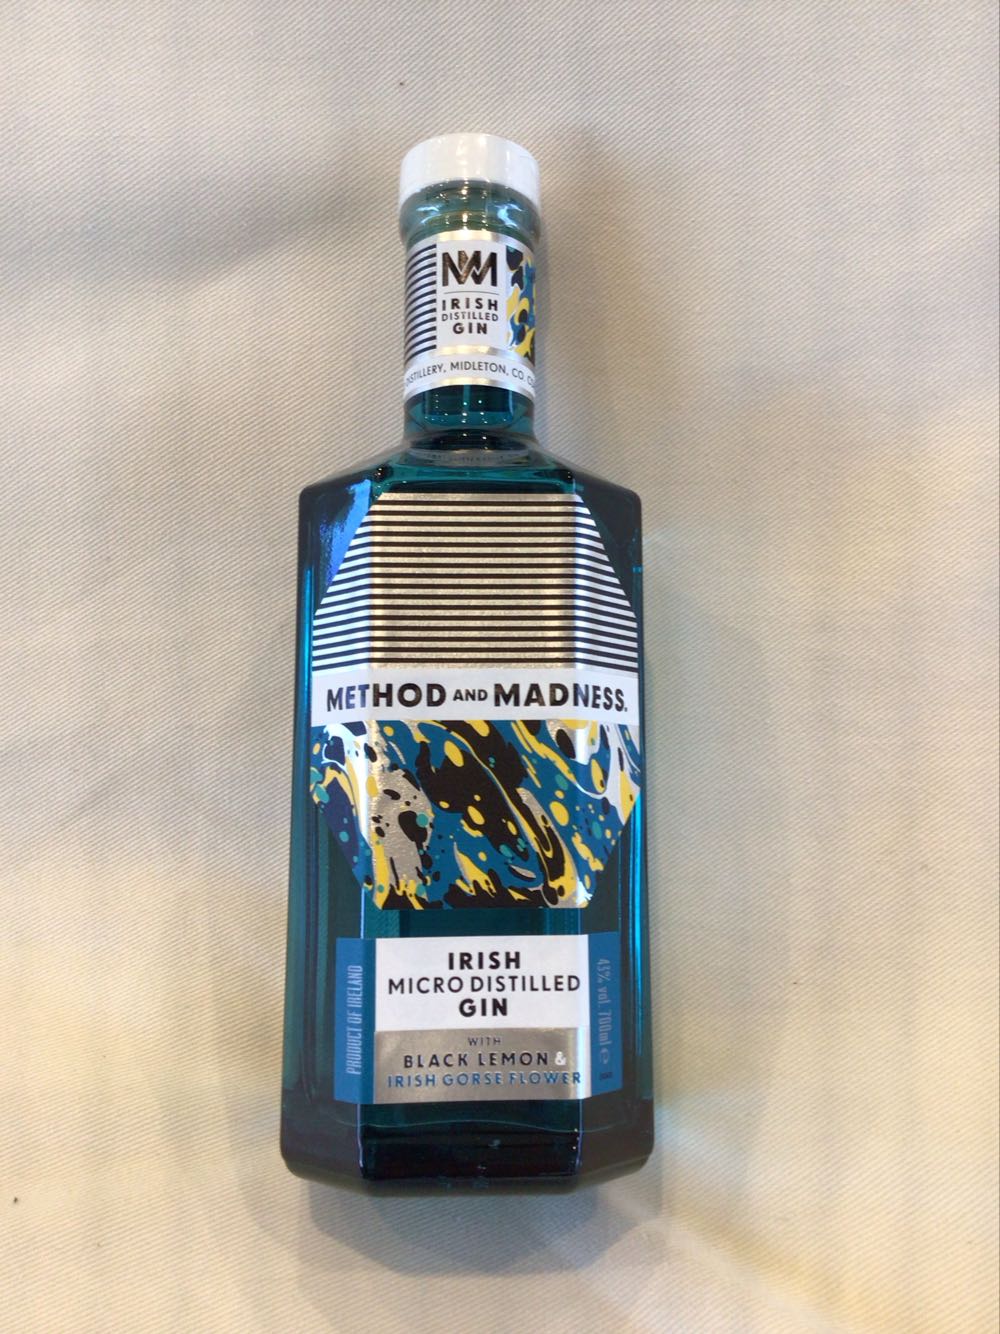 NM
IRISH
DISTILLED
GIN
DISTILLERY, MIDLETON, CO.
METHOD AND MADNESS.
IRISH
MICRO DISTILLED
GIN
WITH
BLACK LEMON &
IRISH GORSE FLOWER
PRODUCT OF IRELAND
43% vol. 700ml ℮